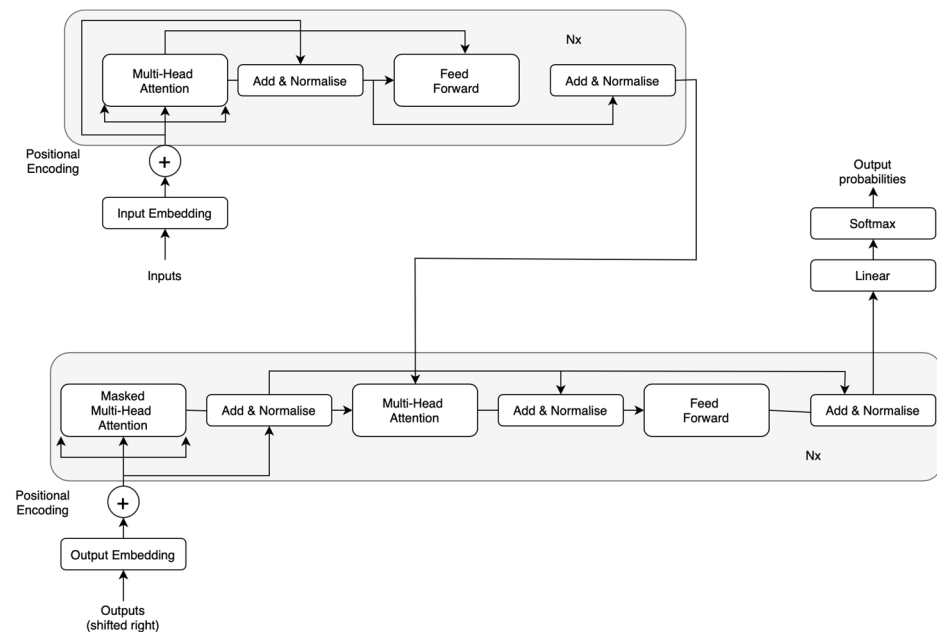 Nx
Multi-Head
Attention
Add & Normalise
Feed
Forward
Add & Normalise
Positional
Encoding
+
Input Embedding
Inputs
Output
probabilities
Softmax
Linear
Masked
Multi-Head
Attention
Add & Normalise
Multi-Head
Attention
Add & Normalise
Feed
Forward
Add & Normalise
Nx
Positional
Encoding
+
Output Embedding
Outputs
(shifted right)